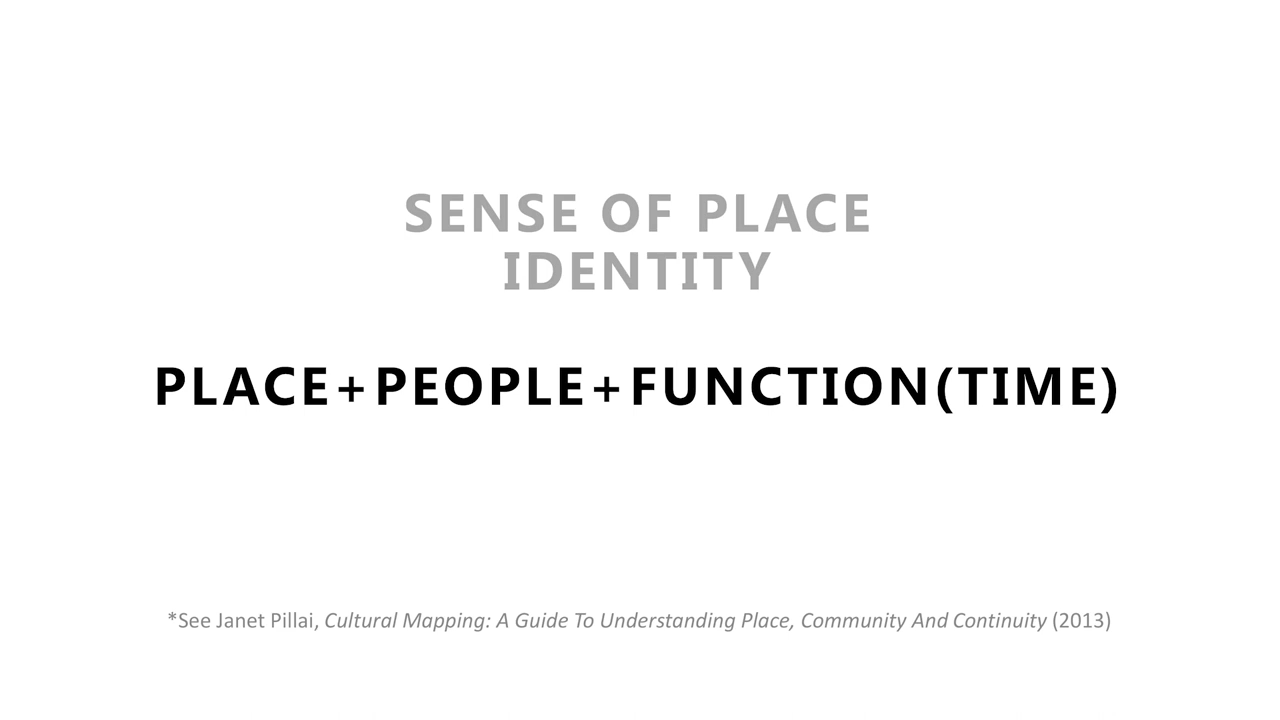 SENSE OF PLACE
IDENTITY
PLACE+PEOPLE+FUNCTION(TIME)
*See Janet Pillai, Cultural Mapping: A Guide To Understanding Place, Community And Continuity (2013)